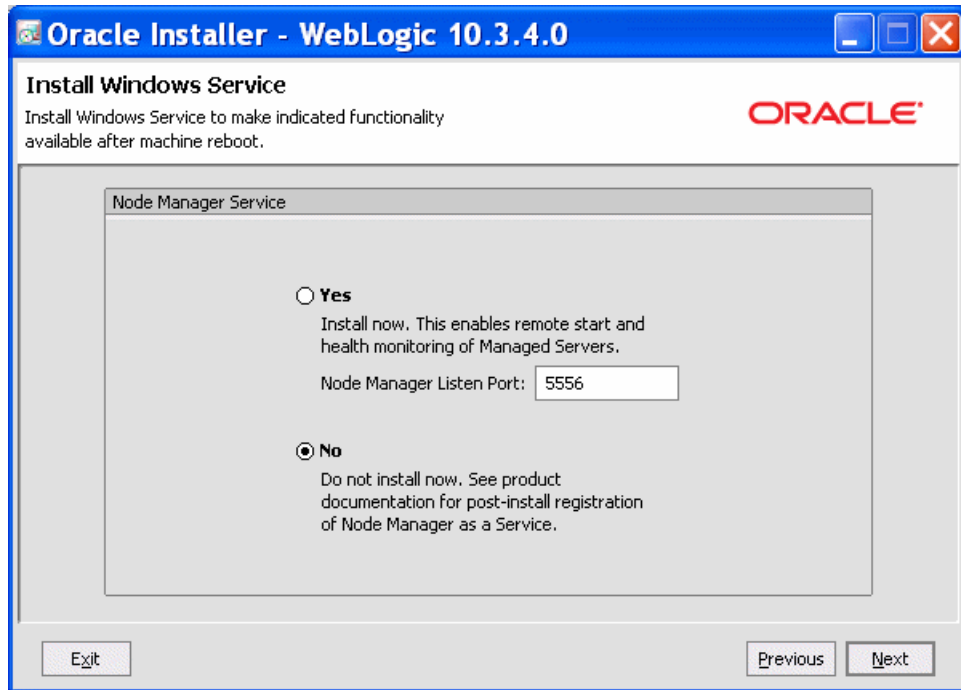 Oracle Installer - WebLogic 10.3.4.0
Install Windows Service
Install Windows Service to make indicated functionality
available after machine reboot.
ORACLE
Node Manager Service
Yes
Install now. This enables remote start and
health monitoring of Managed Servers.
Node Manager Listen Port: 5556
No
Do not install now. See product
documentation for post-install registration
of Node Manager as a Service.
Exit Previous Next